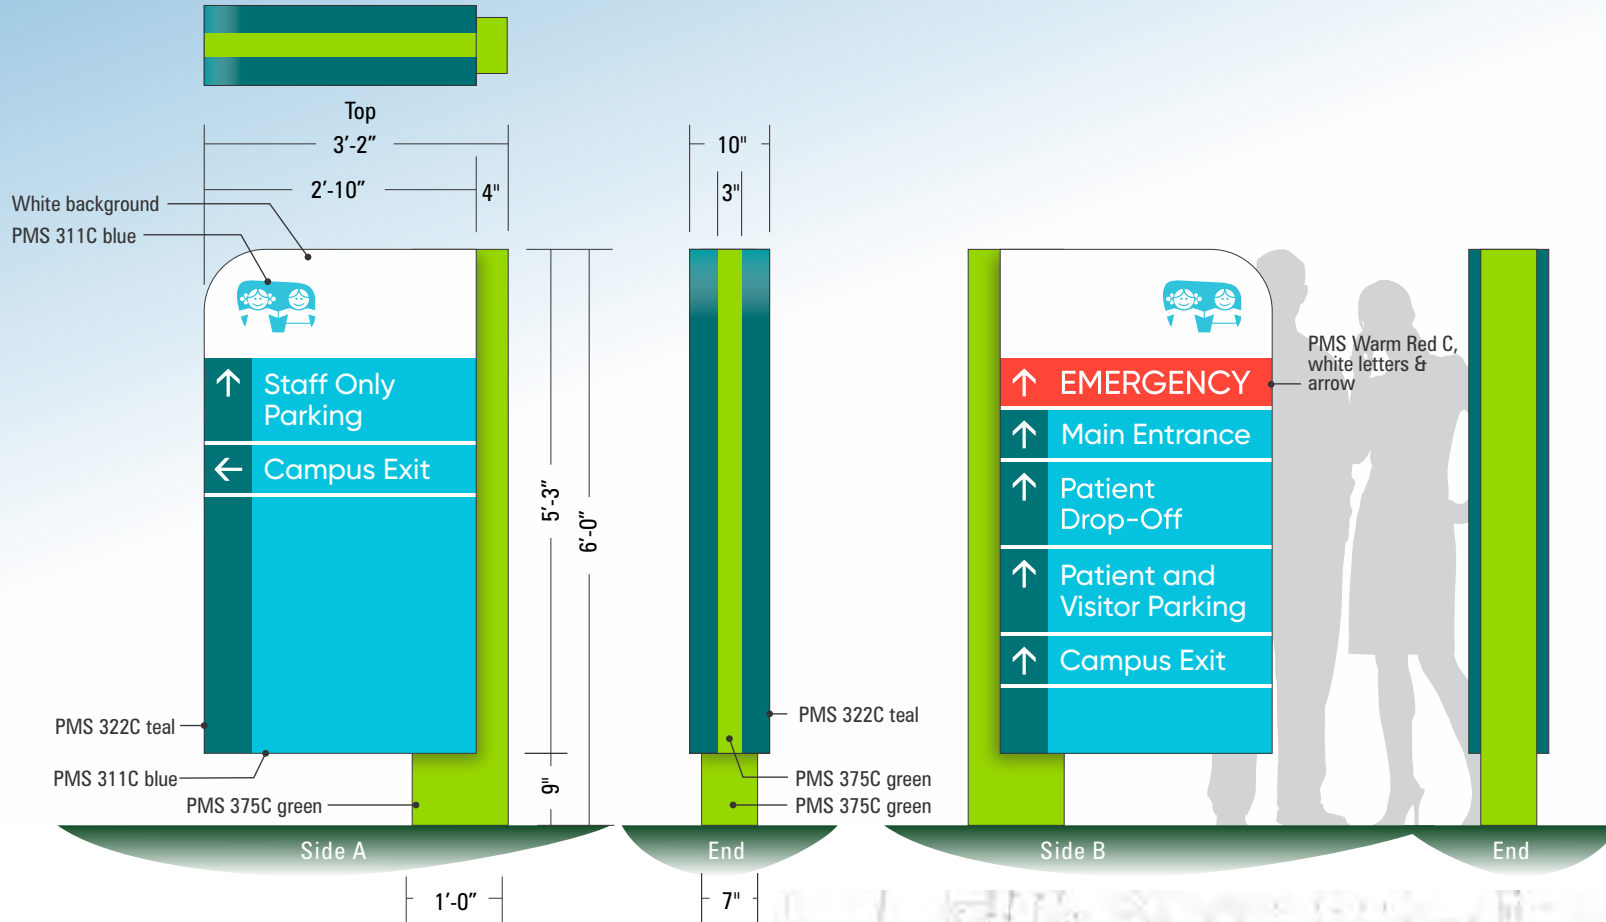 Top
3'-2"
2'-10"
4"
10"
3"
White background
PMS 311C blue
Staff Only
Parking
Campus Exit
5'-3"
6'-0"
9"
PMS 322C teal
PMS 311C blue
PMS 375C green
PMS 322C teal
PMS 375C green
PMS 375C green
EMERGENCY
Main Entrance
Patient
Drop-Off
Patient and
Visitor Parking
Campus Exit
PMS Warm Red C,
white letters &
arrow
Side A
End
Side B
End
1'-0"
7"